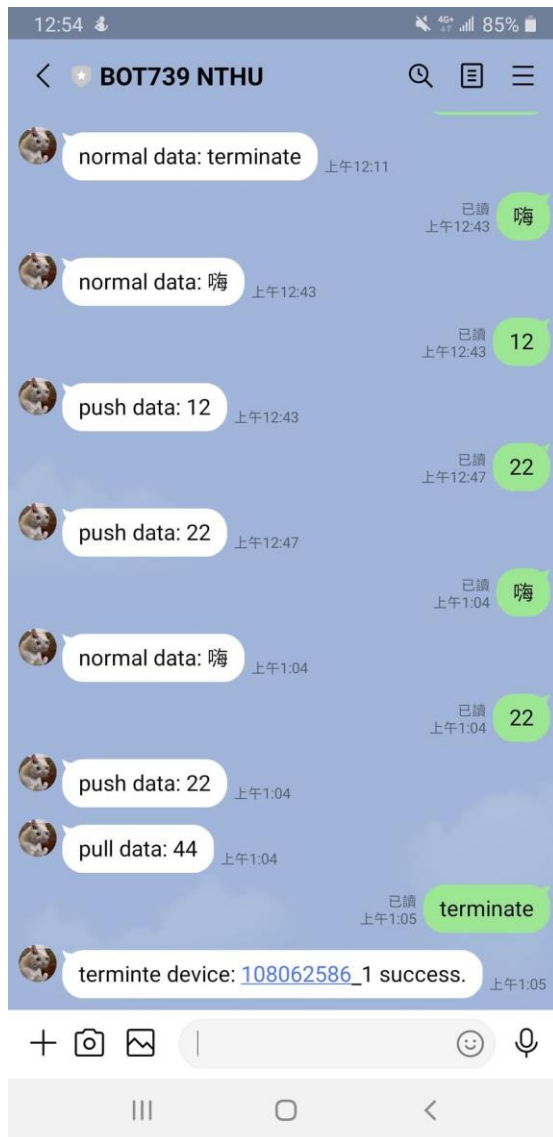 12:54
4G+ 85%
BOT739 NTHU
normal data: terminate
上午12:11
已讀
上午12:43
嗨
normal data: 嗨
上午12:43
已讀
上午12:43
12
push data: 12
上午12:43
已讀
上午12:47
22
push data: 22
上午12:47
已讀
上午1:04
嗨
normal data: 嗨
上午1:04
已讀
上午1:04
22
push data: 22
上午1:04
pull data: 44
上午1:04
已讀
上午1:05
terminate
terminte device: 108062586_1 success.
上午1:05